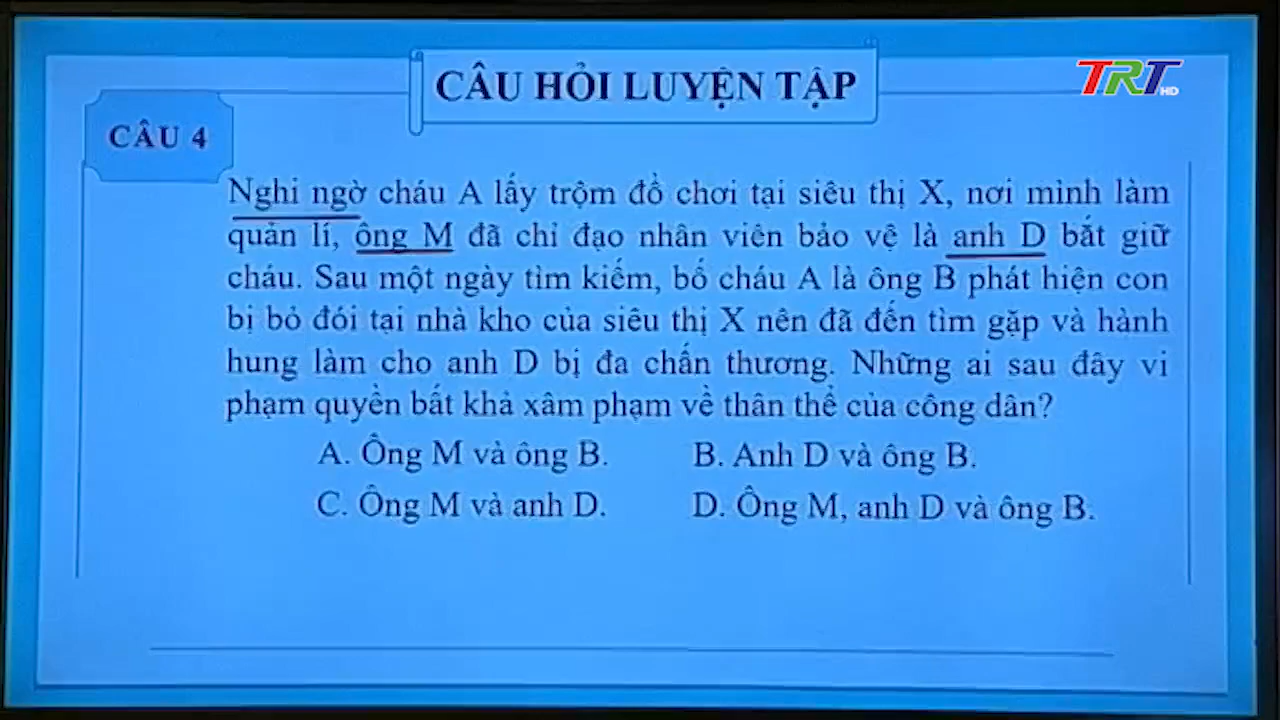 CÂU HỎI LUYỆN TẬP
TRT HD
CÂU 4
Nghi ngờ cháu A lấy trộm đồ chơi tại siêu thị X, nơi mình làm
quản lí, ông M đã chỉ đạo nhân viên bảo vệ là anh D bắt giữ
cháu. Sau một ngày tìm kiếm, bố cháu A là ông B phát hiện con
bị bỏ đói tại nhà kho của siêu thị X nên đã đến tìm gặp và hành
hung làm cho anh D bị đa chấn thương. Những ai sau đây vi
phạm quyền bất khả xâm phạm về thân thể của công dân?
A. Ông M và ông B. B. Anh D và ông B.
C. Ông M và anh D. D. Ông M, anh D và ông B.